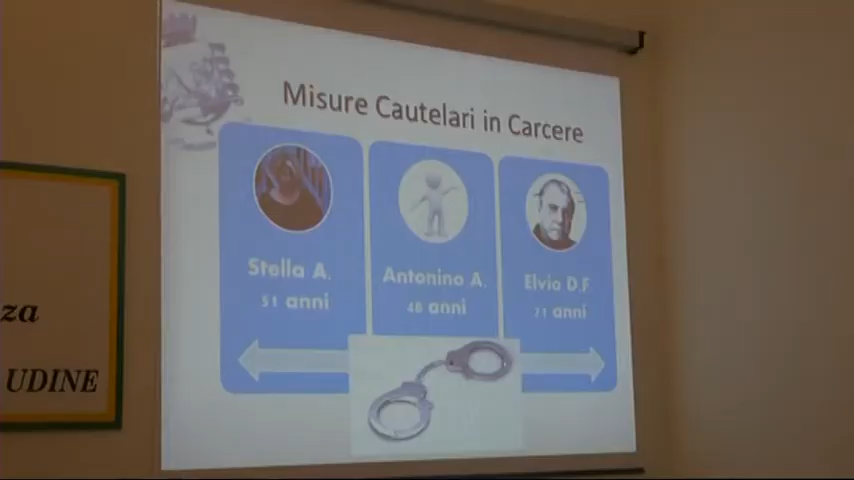 Misure Cautelari in Carcere
Stella A.
51 anni
Antonino A.
48 anni
Elvio D.F.
71 anni
za
UDINE